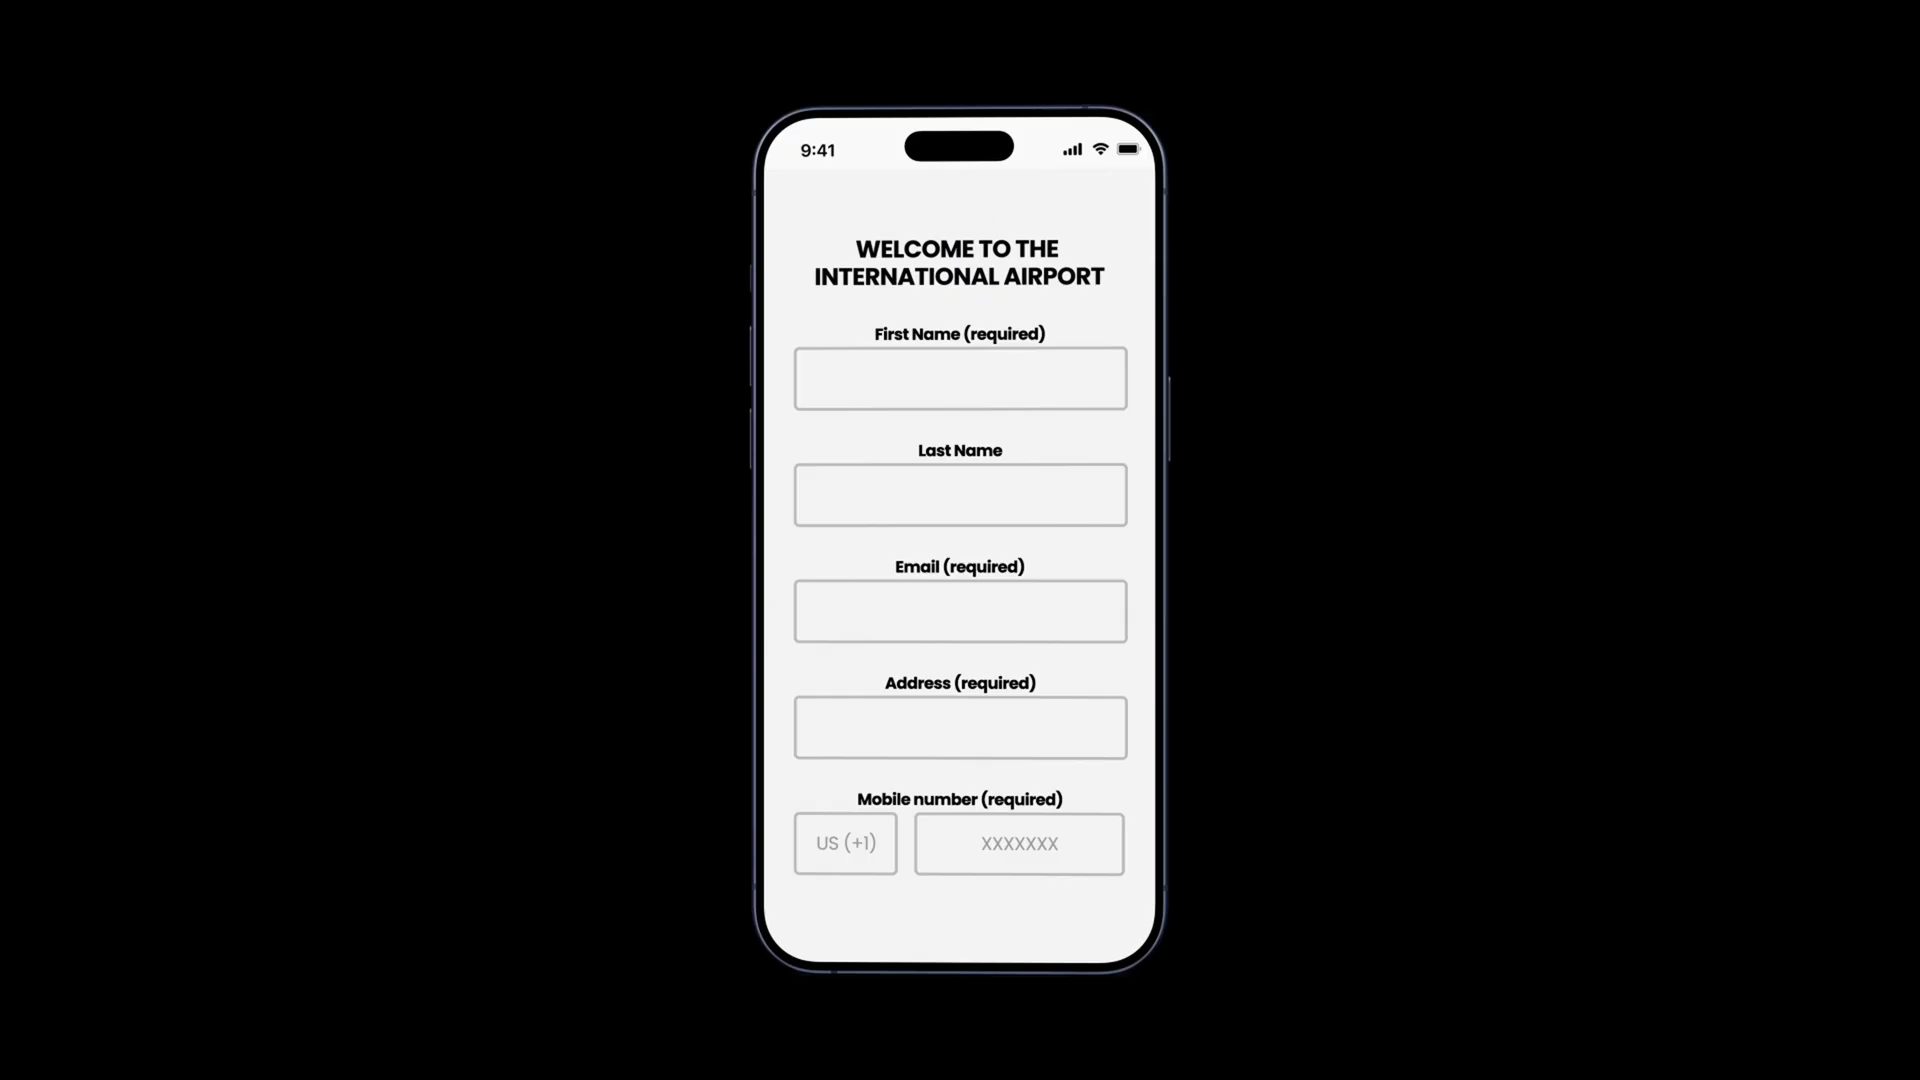 9:41
WELCOME TO THE
INTERNATIONAL AIRPORT
First Name (required)
Last Name
Email (required)
Address (required)
Mobile number (required)
US (+1) XXXXXXX